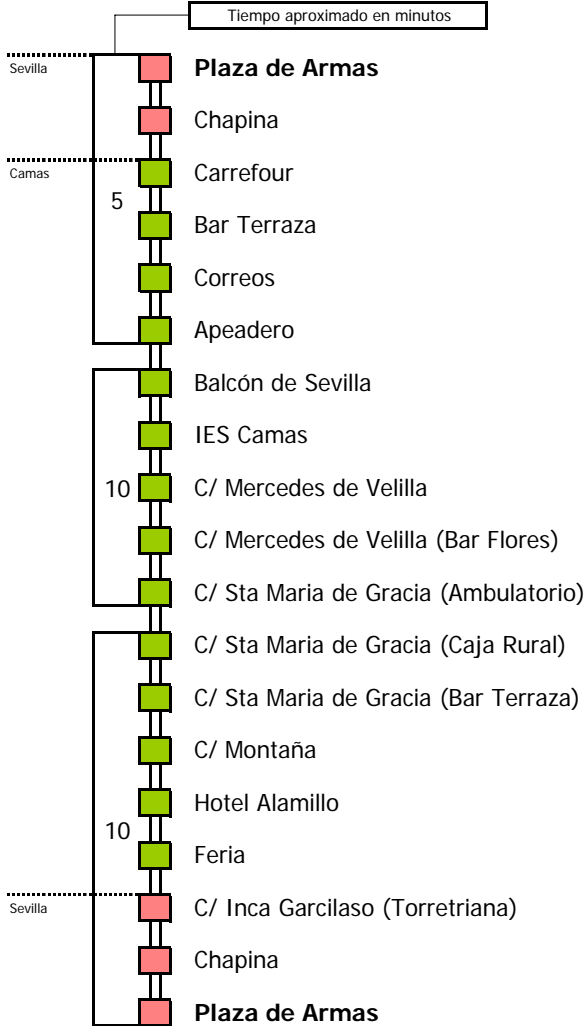 Tiempo aproximado en minutos
Sevilla
Plaza de Armas
Chapina
Camas
Carrefour
5
Bar Terraza
Correos
Apeadero
Balcón de Sevilla
IES Camas
10
C/ Mercedes de Velilla
C/ Mercedes de Velilla (Bar Flores)
C/ Sta Maria de Gracia (Ambulatorio)
C/ Sta Maria de Gracia (Caja Rural)
C/ Sta Maria de Gracia (Bar Terraza)
C/ Montaña
Hotel Alamillo
10
Feria
Sevilla
C/ Inca Garcilaso (Torretriana)
Chapina
Plaza de Armas